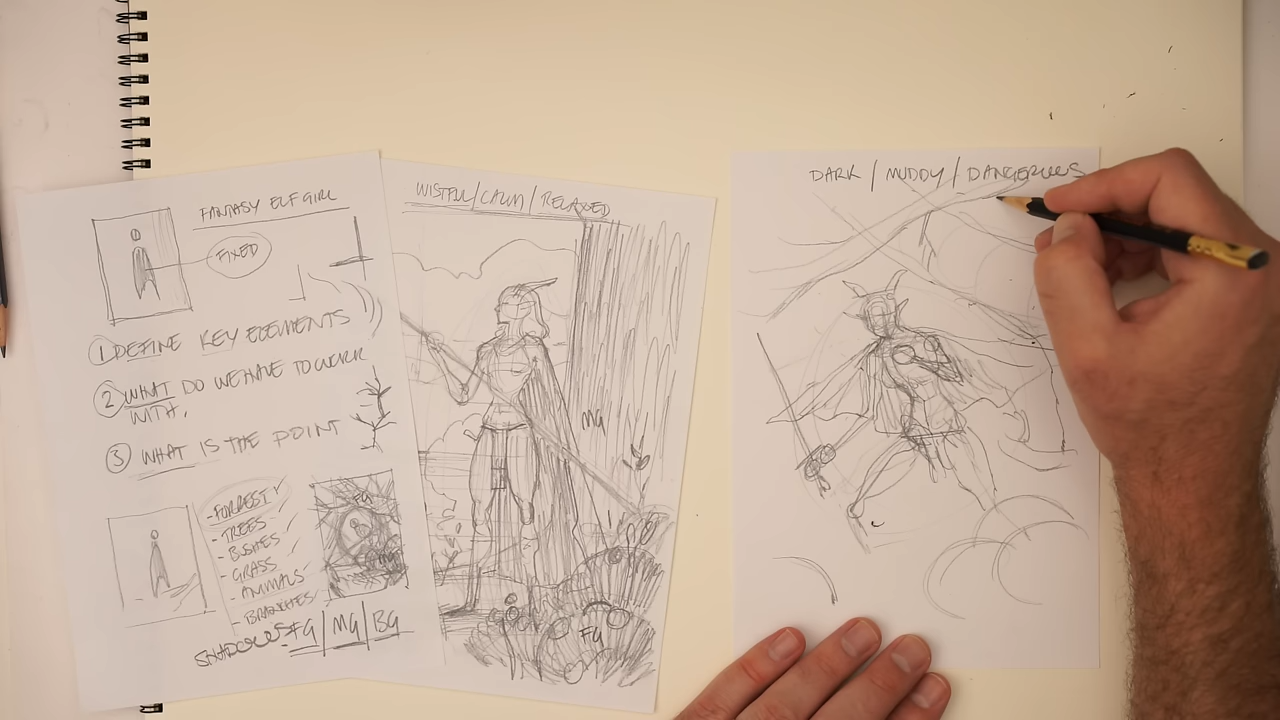 FANTASY ELF GIRL
FIXED
① DEFINE KEY ELEMENTS
② WHAT DO WE HAVE TO WORK
WITH.
③ WHAT IS THE POINT
- FORREST ✓
- TREES ✓
- BUSHES ✓
- GRASS
- ANIMALS
- BRANCHES
SHADOWS
FG | MG | BG
FG
MG
WISTFUL/CALM/RELAXED
MG
FG
DARK / MUDDY / DANGEROUS